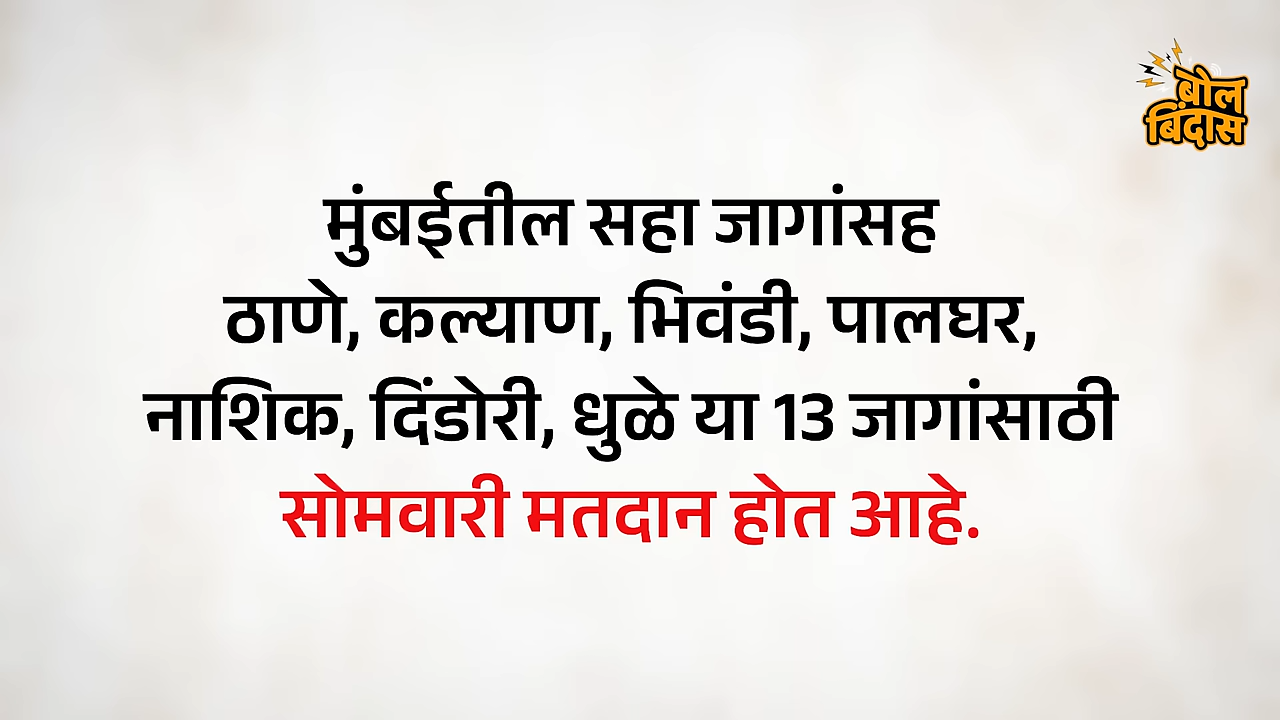 बोल
बिंदास
मुंबईतील सहा जागांसह
ठाणे, कल्याण, भिवंडी, पालघर,
नाशिक, दिंडोरी, धुळे या 13 जागांसाठी
सोमवारी मतदान होत आहे.